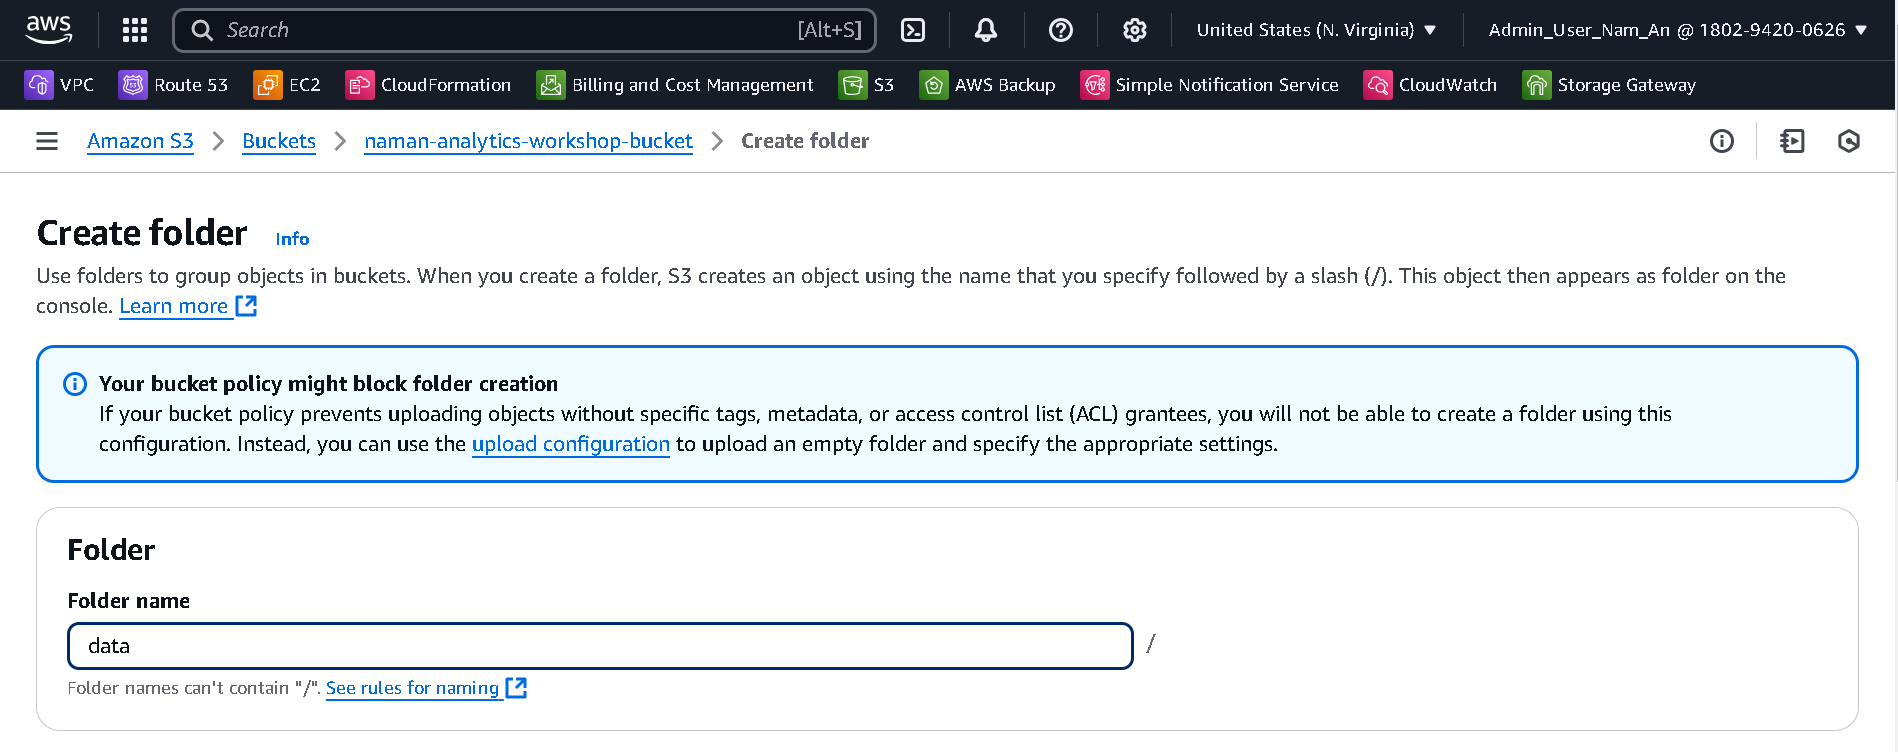 aws
Search [Alt+S] United States (N. Virginia) Admin_User_Nam_An @ 1802-9420-0626
VPC Route 53 EC2 CloudFormation Billing and Cost Management S3 AWS Backup Simple Notification Service CloudWatch Storage Gateway
Amazon S3 Buckets naman-analytics-workshop-bucket Create folder
Create folder Info
Use folders to group objects in buckets. When you create a folder, S3 creates an object using the name that you specify followed by a slash (/). This object then appears as folder on the
console. Learn more
Your bucket policy might block folder creation
If your bucket policy prevents uploading objects without specific tags, metadata, or access control list (ACL) grantees, you will not be able to create a folder using this
configuration. Instead, you can use the upload configuration to upload an empty folder and specify the appropriate settings.
Folder
Folder name
data /
Folder names can't contain "/". See rules for naming